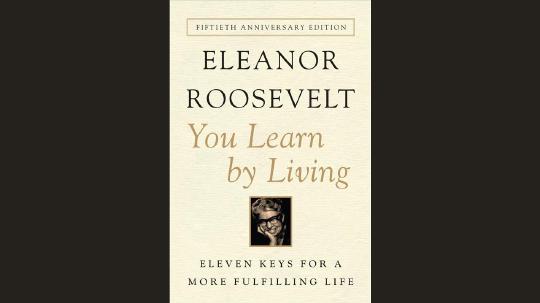 FIFTIETH ANNIVERSARY EDITION
ELEANOR
ROOSEVELT
You Learn
by Living
ELEVEN KEYS FOR A
MORE FULFILLING LIFE